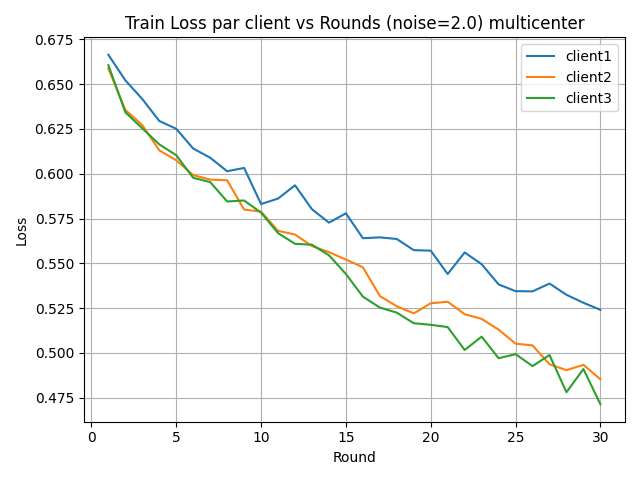 Train Loss par client vs Rounds (noise=2.0) multicenter
0.675
0.650
0.625
0.600
0.575
0.550
0.525
0.500
0.475
Loss
client1
client2
client3
0 5 10 15 20 25 30
Round